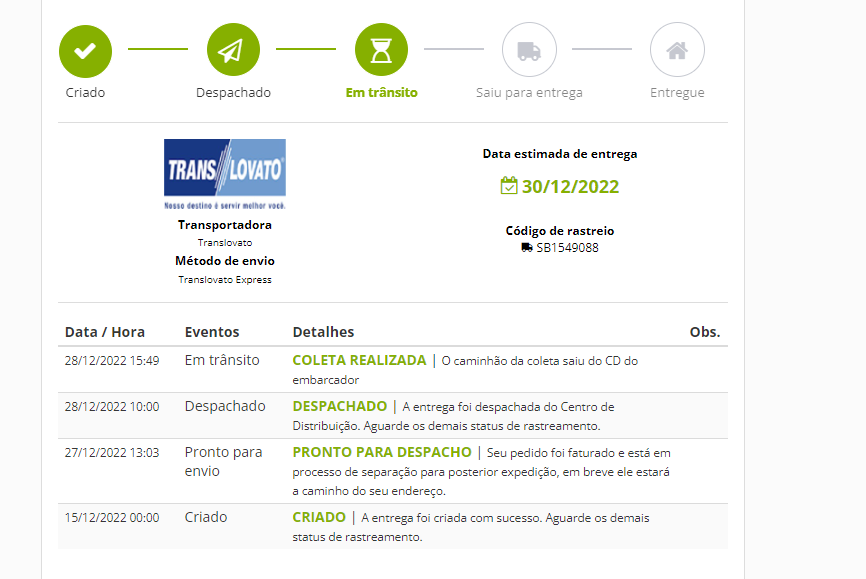 Criado
Despachado
Em trânsito
Saiu para entrega
Entregue
TRANSLOVATO
Nosso destino é servir melhor você.
Transportadora
Translovato
Método de envio
Translovato Express
Data estimada de entrega
30/12/2022
Código de rastreio
SB1549088
Data / Hora Eventos Detalhes Obs.
28/12/2022 15:49 Em trânsito COLETA REALIZADA | O caminhão da coleta saiu do CD do
embarcador
28/12/2022 10:00 Despachado DESPACHADO | A entrega foi despachada do Centro de
Distribuição. Aguarde os demais status de rastreamento.
27/12/2022 13:03 Pronto para PRONTO PARA DESPACHO | Seu pedido foi faturado e está em
envio processo de separação para posterior expedição, em breve ele estará
a caminho do seu endereço.
15/12/2022 00:00 Criado CRIADO | A entrega foi criada com sucesso. Aguarde os demais
status de rastreamento.